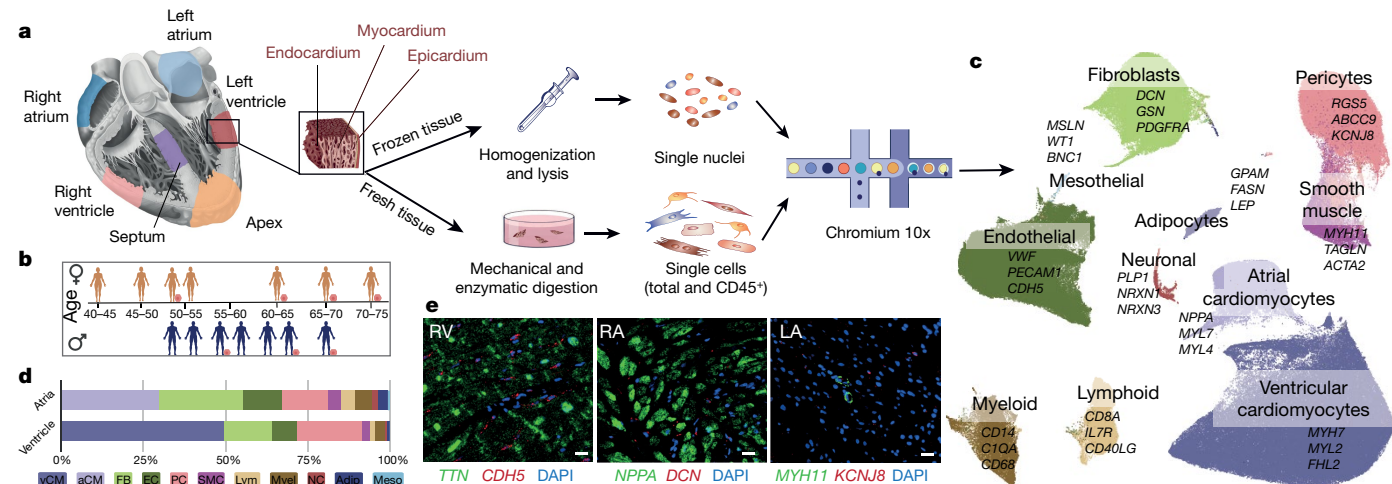 a
Left
atrium
Right
atrium
Left
ventricle
Right
ventricle
Septum
Apex
Endocardium
Myocardium
Epicardium
Frozen tissue
Fresh tissue
Homogenization
and lysis
Single nuclei
Mechanical and
enzymatic digestion
Single cells
(total and CD45+)
Chromium 10x
b
Age
♀
♂
40–45 45–50 50–55 55–60 60–65 65–70 70–75
c
Fibroblasts
DCN
GSN
PDGFRA
Pericytes
RGS5
ABCC9
KCNJ8
MSLN
WT1
BNC1
Mesothelial
GPAM
FASN
LEP
Adipocytes
Smooth
muscle
MYH11
TAGLN
ACTA2
Endothelial
VWF
PECAM1
CDH5
Neuronal
PLP1
NRXN1
NRXN3
Atrial
cardiomyocytes
NPPA
MYL7
MYL4
Ventricular
cardiomyocytes
MYH7
MYL2
FHL2
Myeloid
CD14
C1QA
CD68
Lymphoid
CD8A
IL7R
CD40LG
d
Atria
Ventricle
0% 25% 50% 75% 100%
vCM aCM FB EC PC SMC Lym Myel NC Adip Meso
e
RV
RA
LA
TTN CDH5 DAPI
NPPA DCN DAPI
MYH11 KCNJ8 DAPI